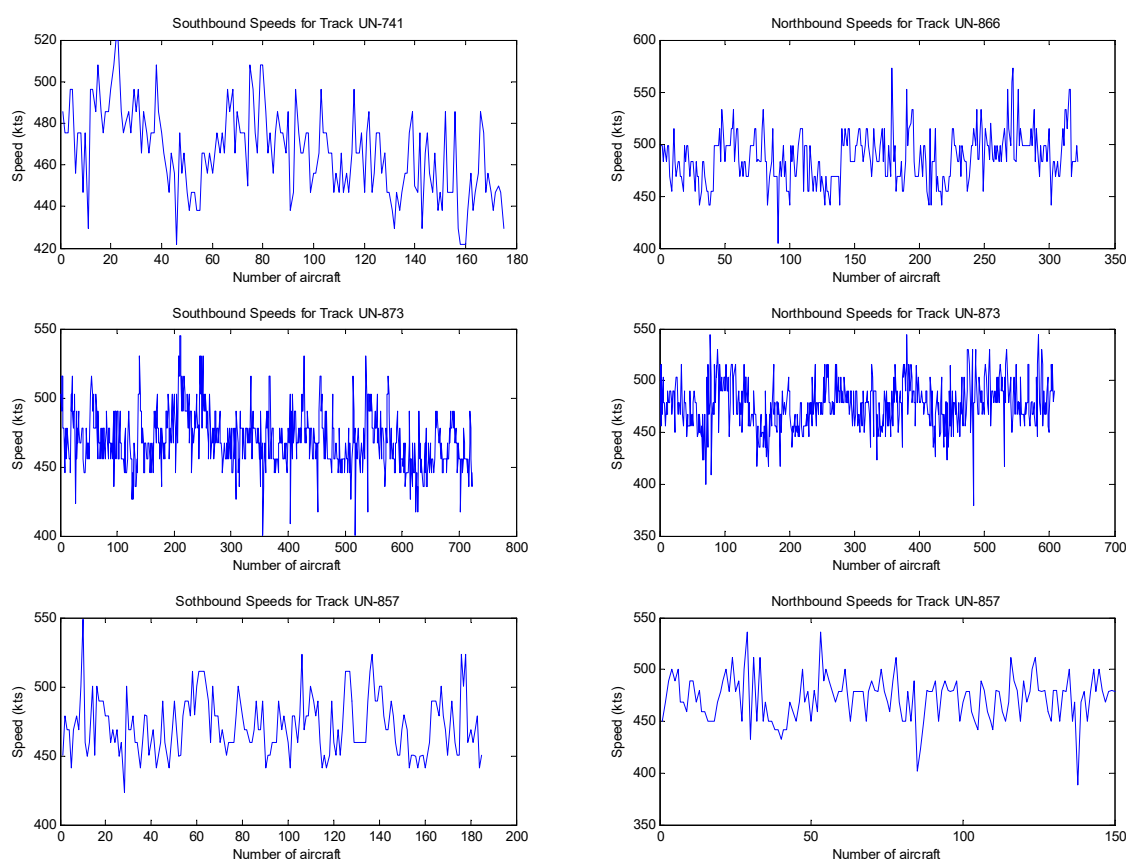 Southbound Speeds for Track UN-741
520
500
480
460
440
420
Speed (kts)
0 20 40 60 80 100 120 140 160 180
Number of aircraft
Northbound Speeds for Track UN-866
600
550
500
450
400
Speed (kts)
0 50 100 150 200 250 300 350
Number of aircraft
Southbound Speeds for Track UN-873
550
500
450
400
Speed (kts)
0 100 200 300 400 500 600 700 800
Number of aircraft
Northbound Speeds for Track UN-873
550
500
450
400
350
Speed (kts)
0 100 200 300 400 500 600 700
Number of aircraft
Sothbound Speeds for Track UN-857
550
500
450
400
Speed (kts)
0 20 40 60 80 100 120 140 160 180 200
Number of aircraft
Northbound Speeds for Track UN-857
550
500
450
400
350
Speed (kts)
0 50 100 150
Number of aircraft